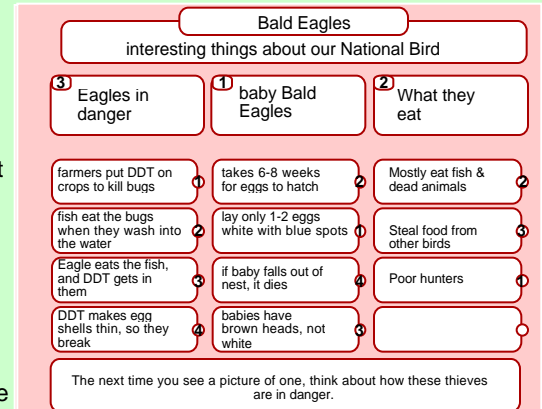 Bald Eagles
interesting things about our National Bird
3
Eagles in
danger
1
baby Bald
Eagles
2
What they
eat
farmers put DDT on
crops to kill bugs
1
takes 6-8 weeks
for eggs to hatch
2
Mostly eat fish &
dead animals
2
fish eat the bugs
when they wash into
the water
2
lay only 1-2 eggs
white with blue spots
1
Steal food from
other birds
3
Eagle eats the fish,
and DDT gets in
them
3
if baby falls out of
nest, it dies
4
Poor hunters
1
DDT makes egg
shells thin, so they
break
4
babies have
brown heads, not
white
3
The next time you see a picture of one, think about how these thieves
are in danger.